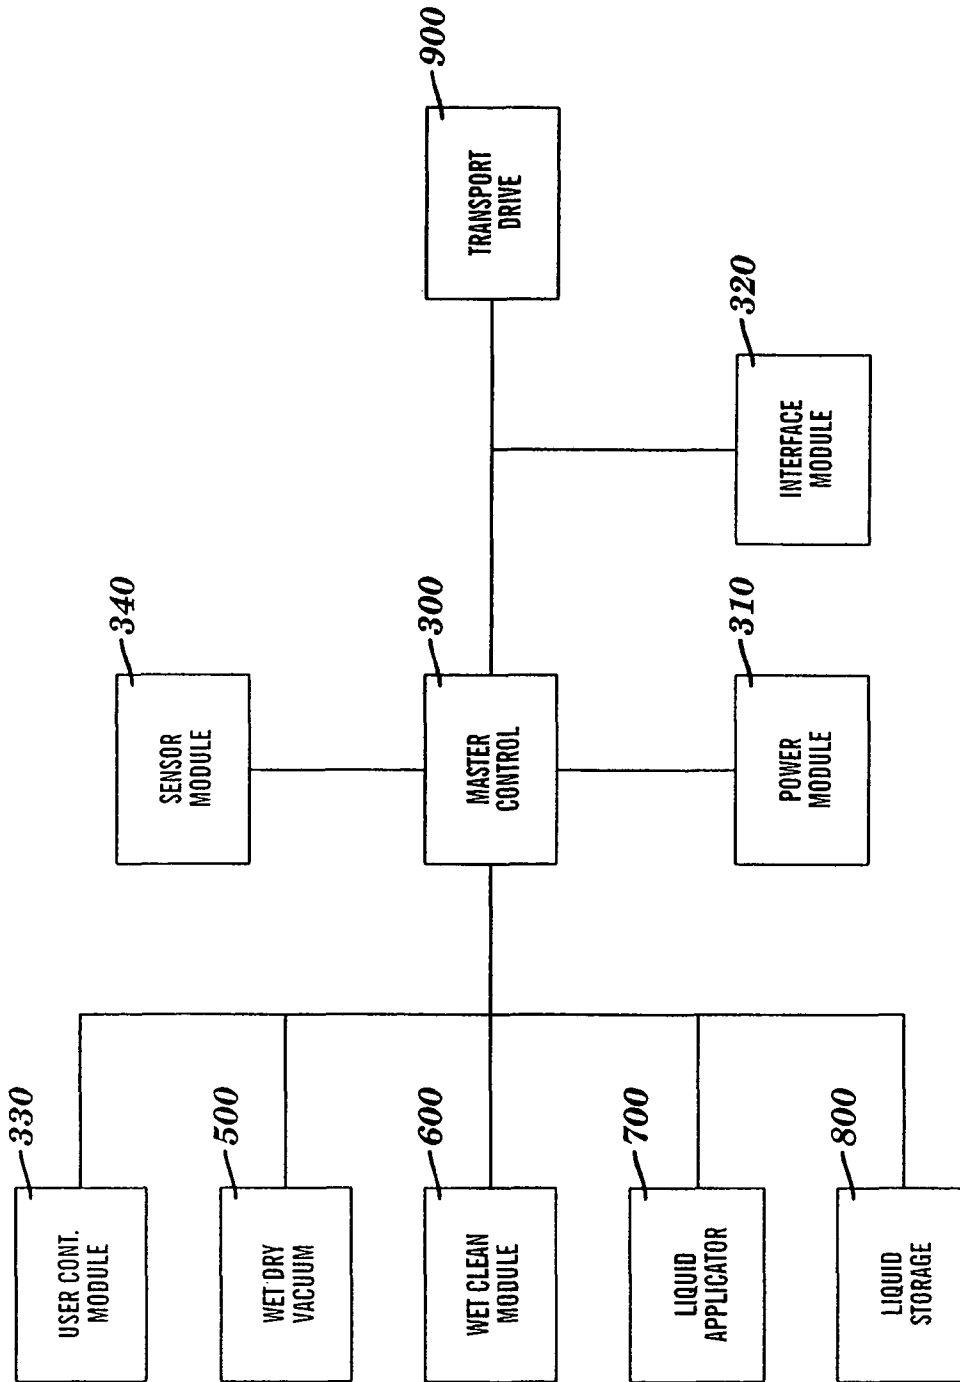 900
TRANSPORT
DRIVE
320
INTERFACE
MODULE
340
SENSOR
MODULE
300
MASTER
CONTROL
310
POWER
MODULE
330
USER CONT.
MODULE
500
WET DRY
VACUUM
600
WET CLEAN
MODULE
700
LIQUID
APPLICATOR
800
LIQUID
STORAGE